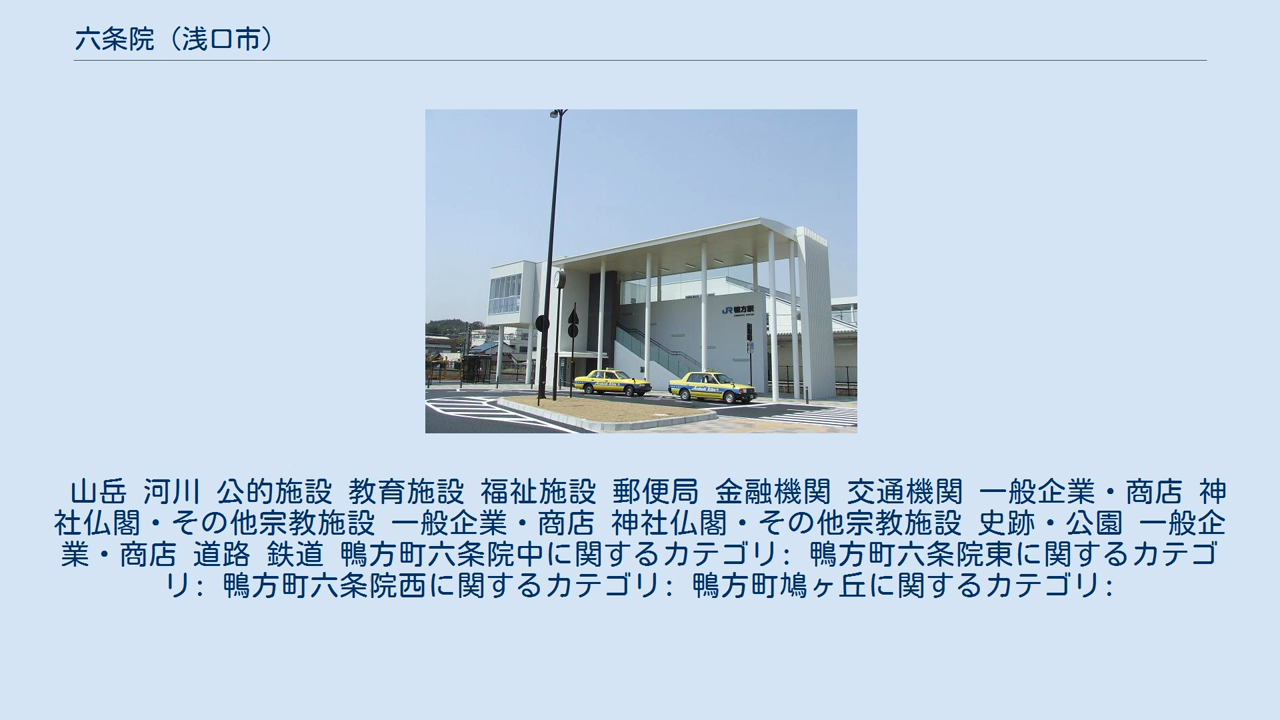 六条院（浅口市）
JR 鴨方駅
山岳 河川 公的施設 教育施設 福祉施設 郵便局 金融機関 交通機関 一般企業・商店 神
社仏閣・その他宗教施設 一般企業・商店 神社仏閣・その他宗教施設 史跡・公園 一般企
業・商店 道路 鉄道 鴨方町六条院中に関するカテゴリ: 鴨方町六条院東に関するカテゴ
リ: 鴨方町六条院西に関するカテゴリ: 鴨方町鳩ヶ丘に関するカテゴリ: